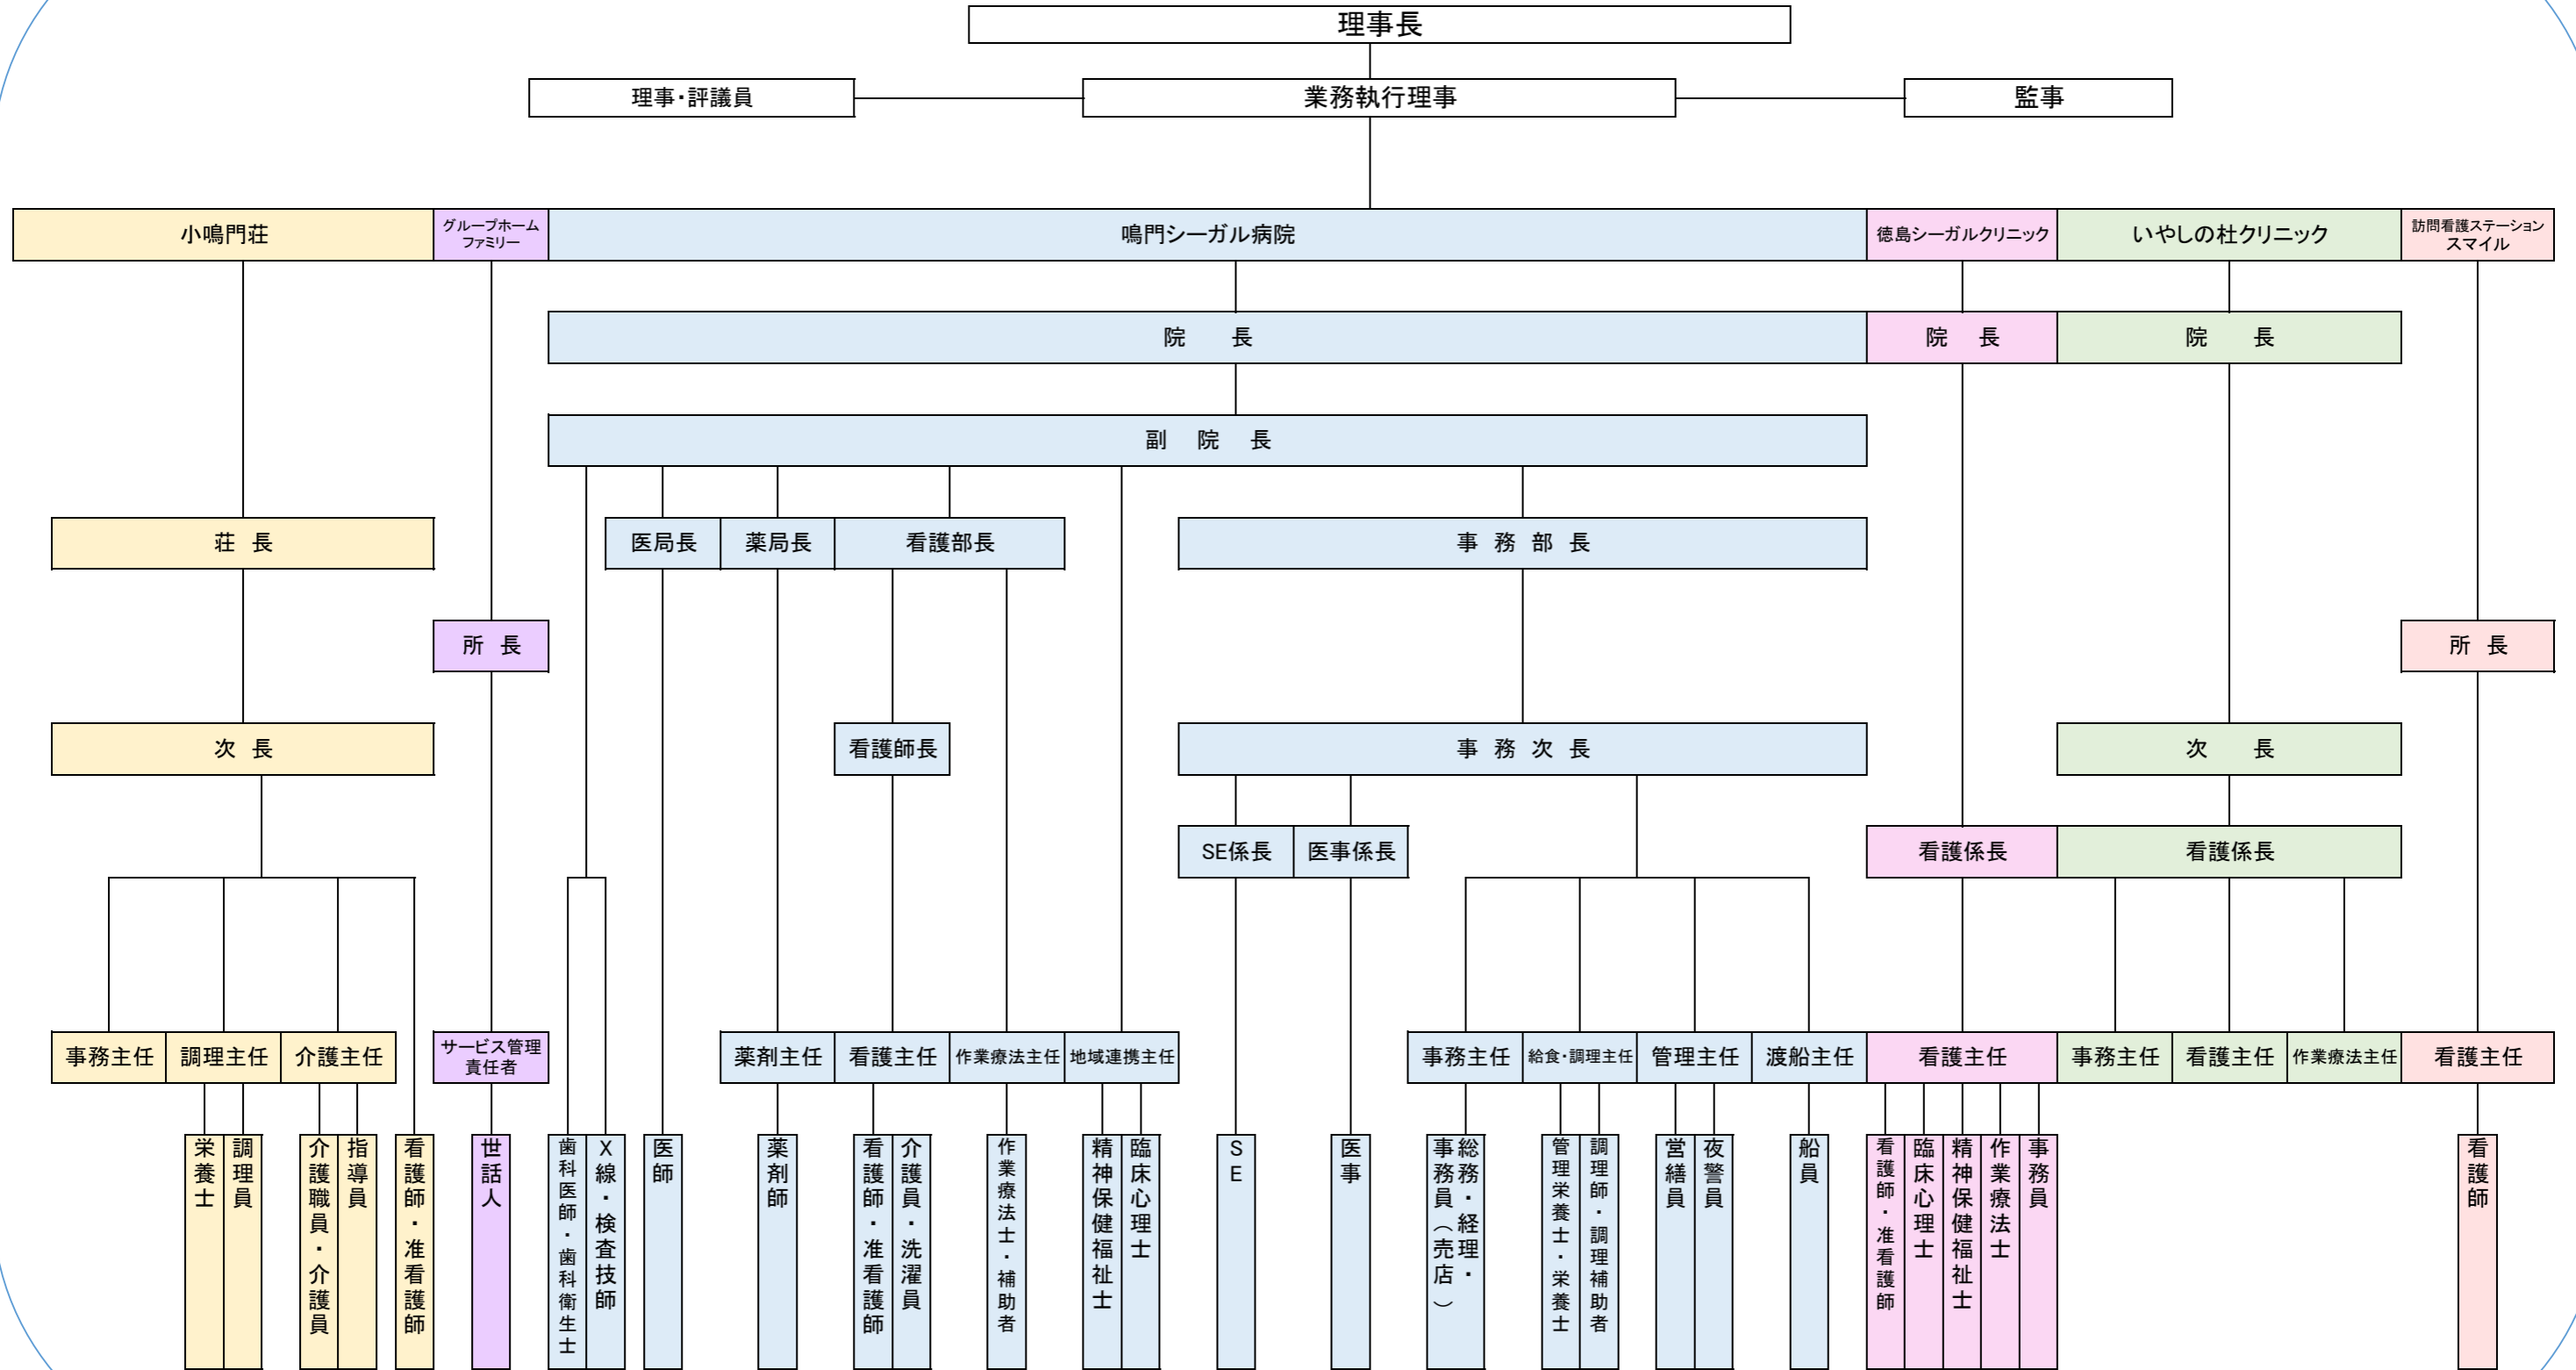 理事長
理事・評議員
業務執行理事
監事
小鳴門荘
グループホーム
ファミリー
鳴門シーガル病院
徳島シーガルクリニック
いやしの杜クリニック
訪問看護ステーション
スマイル
院　長
院　長
院　長
副　院　長
荘　長
医局長
薬局長
看護部長
事　務　部　長
所　長
所　長
次　長
看護師長
事　務　次　長
次　長
SE係長
医事係長
看護係長
看護係長
事務主任
調理主任
介護主任
サービス管理
責任者
薬剤主任
看護主任
作業療法主任
地域連携主任
事務主任
給食・調理主任
管理主任
渡船主任
看護主任
事務主任
看護主任
作業療法主任
看護主任
栄養士
調理員
介護職員・介護員
指導員
看護師・准看護師
世話人
歯科医師・歯科衛生士
X線・検査技師
医師
薬剤師
看護師・准看護師
介護員・洗濯員
作業療法士・補助者
精神保健福祉士
臨床心理士
SE
医事
総務・経理・
事務員（売店）
管理栄養士・栄養士
調理師・調理補助者
営繕員
夜警員
船員
看護師・准看護師
臨床心理士
精神保健福祉士
作業療法士
事務員
看護師